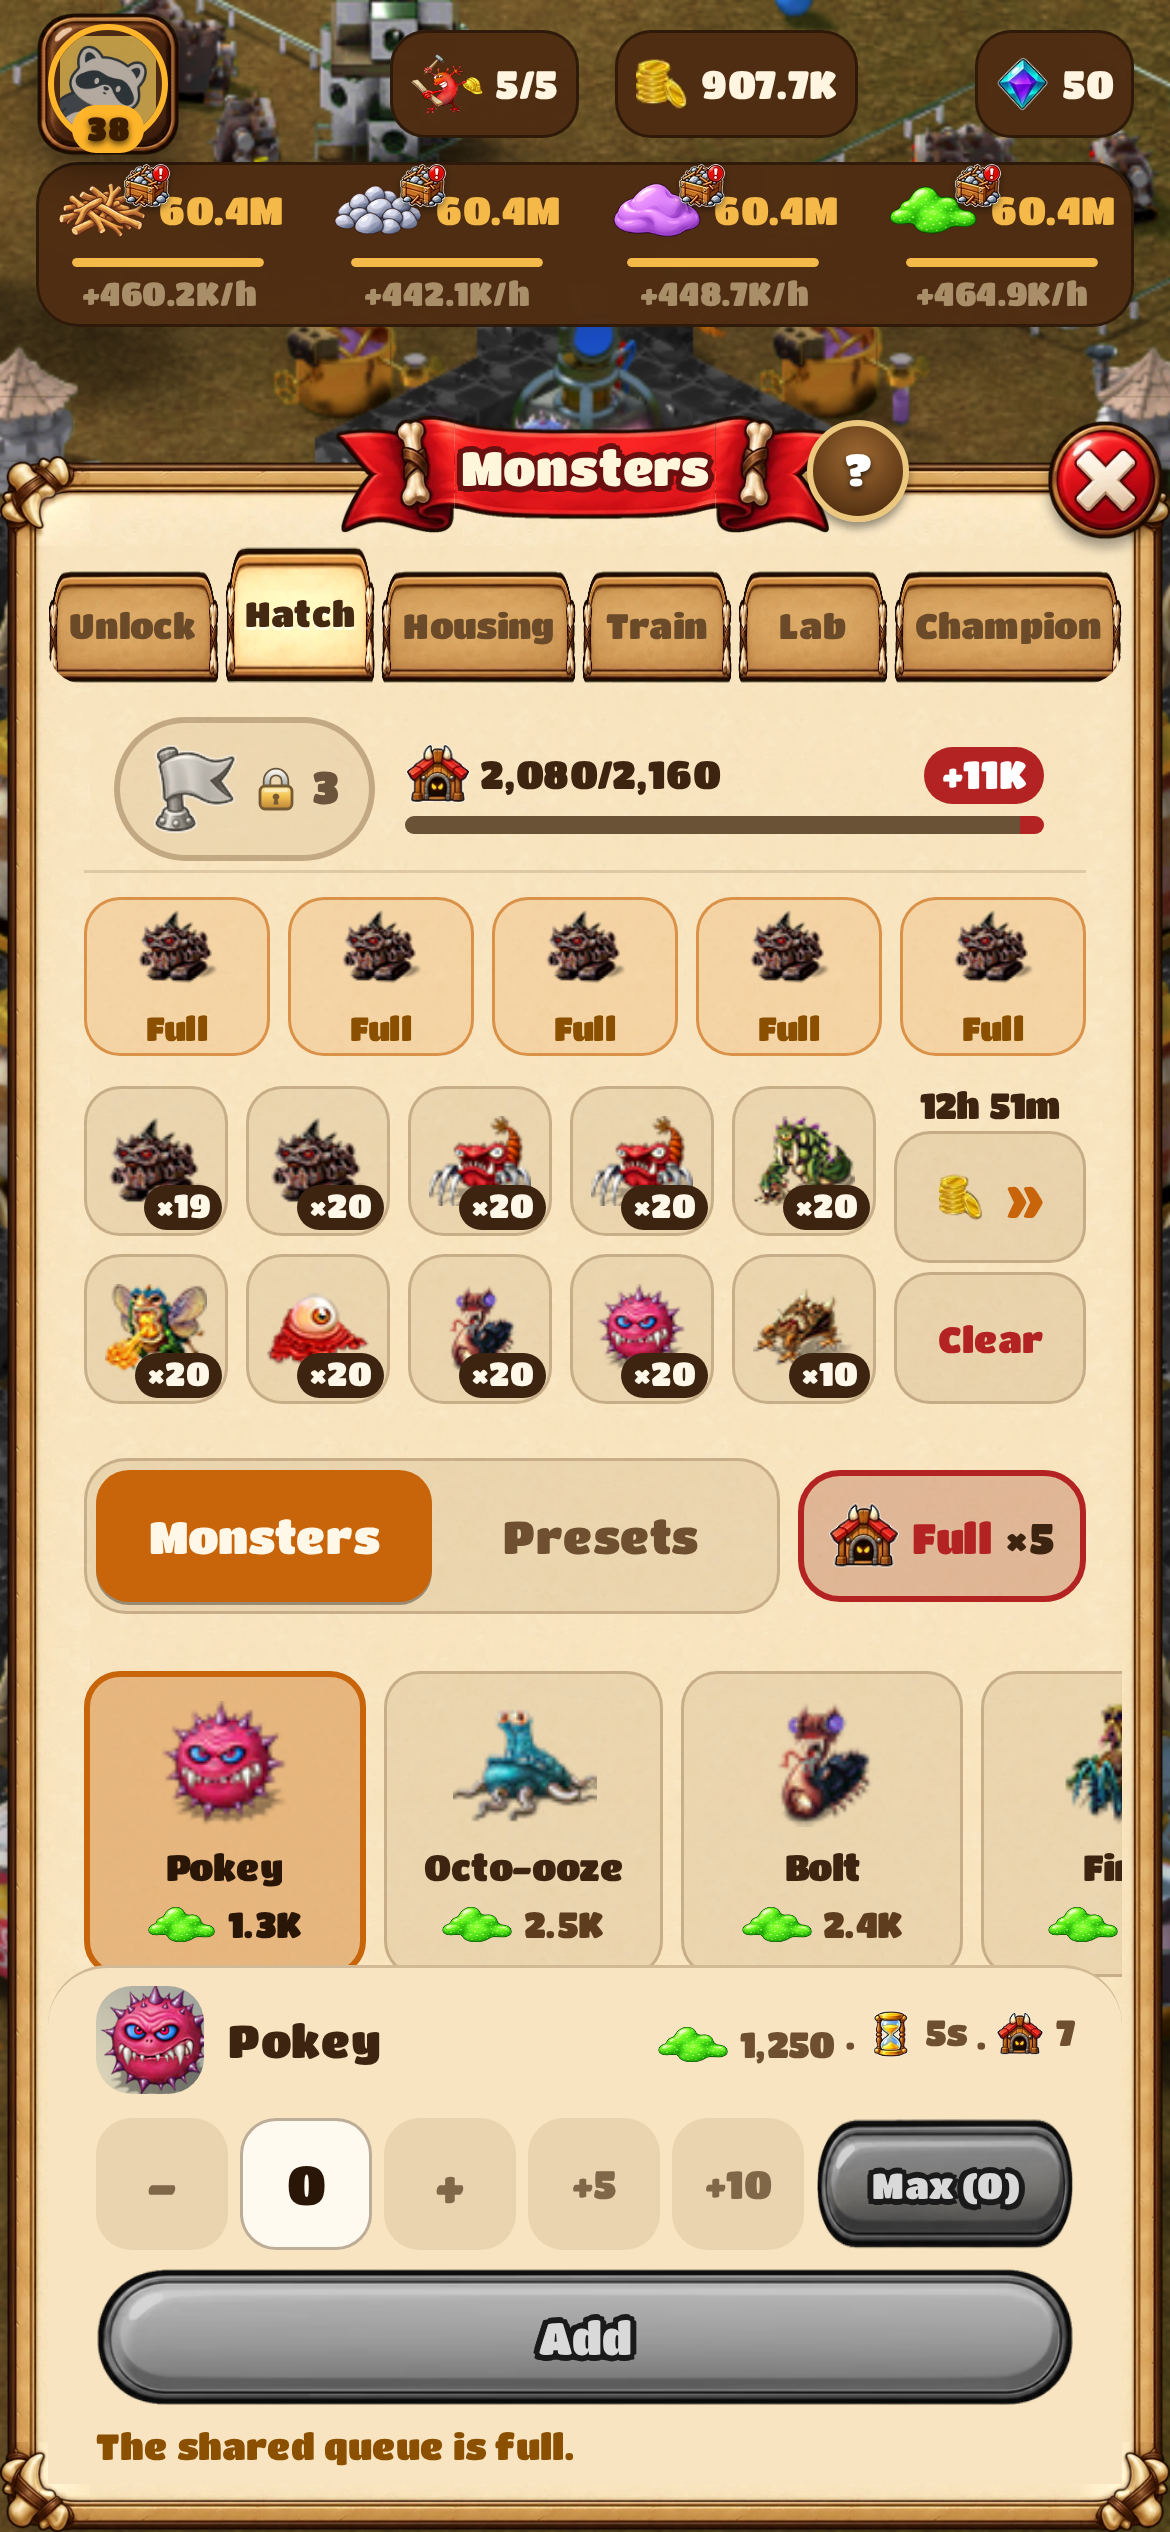 38
5/5
907.7K
50
60.4M
60.4M
60.4M
60.4M
+460.2K/h
+442.1K/h
+448.7K/h
+464.9K/h
Monsters
?
Unlock
Hatch
Housing
Train
Lab
Champion
3
2,080/2,160
+11K
Full
Full
Full
Full
Full
×19
×20
×20
×20
×20
12h 51m
»
×20
×20
×20
×20
×10
Clear
Monsters
Presets
Full ×5
Pokey
Octo-ooze
Bolt
Fi
1.3K
2.5K
2.4K
Pokey
1,250 · 5s · 7
−
0
+
+5
+10
Max (0)
Add
The shared queue is full.